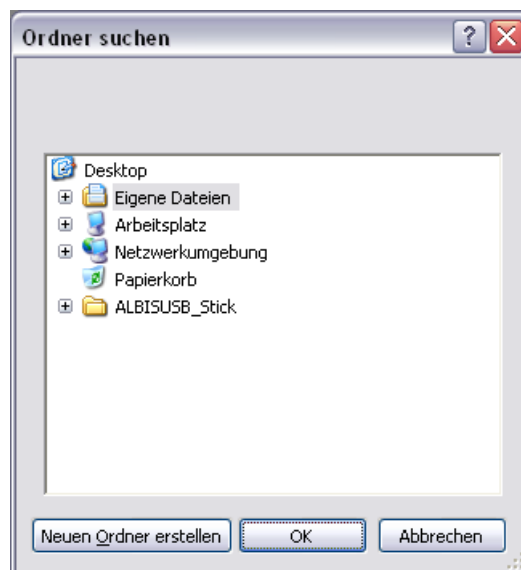 Ordner suchen
Desktop
Eigene Dateien
Arbeitsplatz
Netzwerkumgebung
Papierkorb
ALBISUSB_Stick
Neuen Ordner erstellen OK Abbrechen